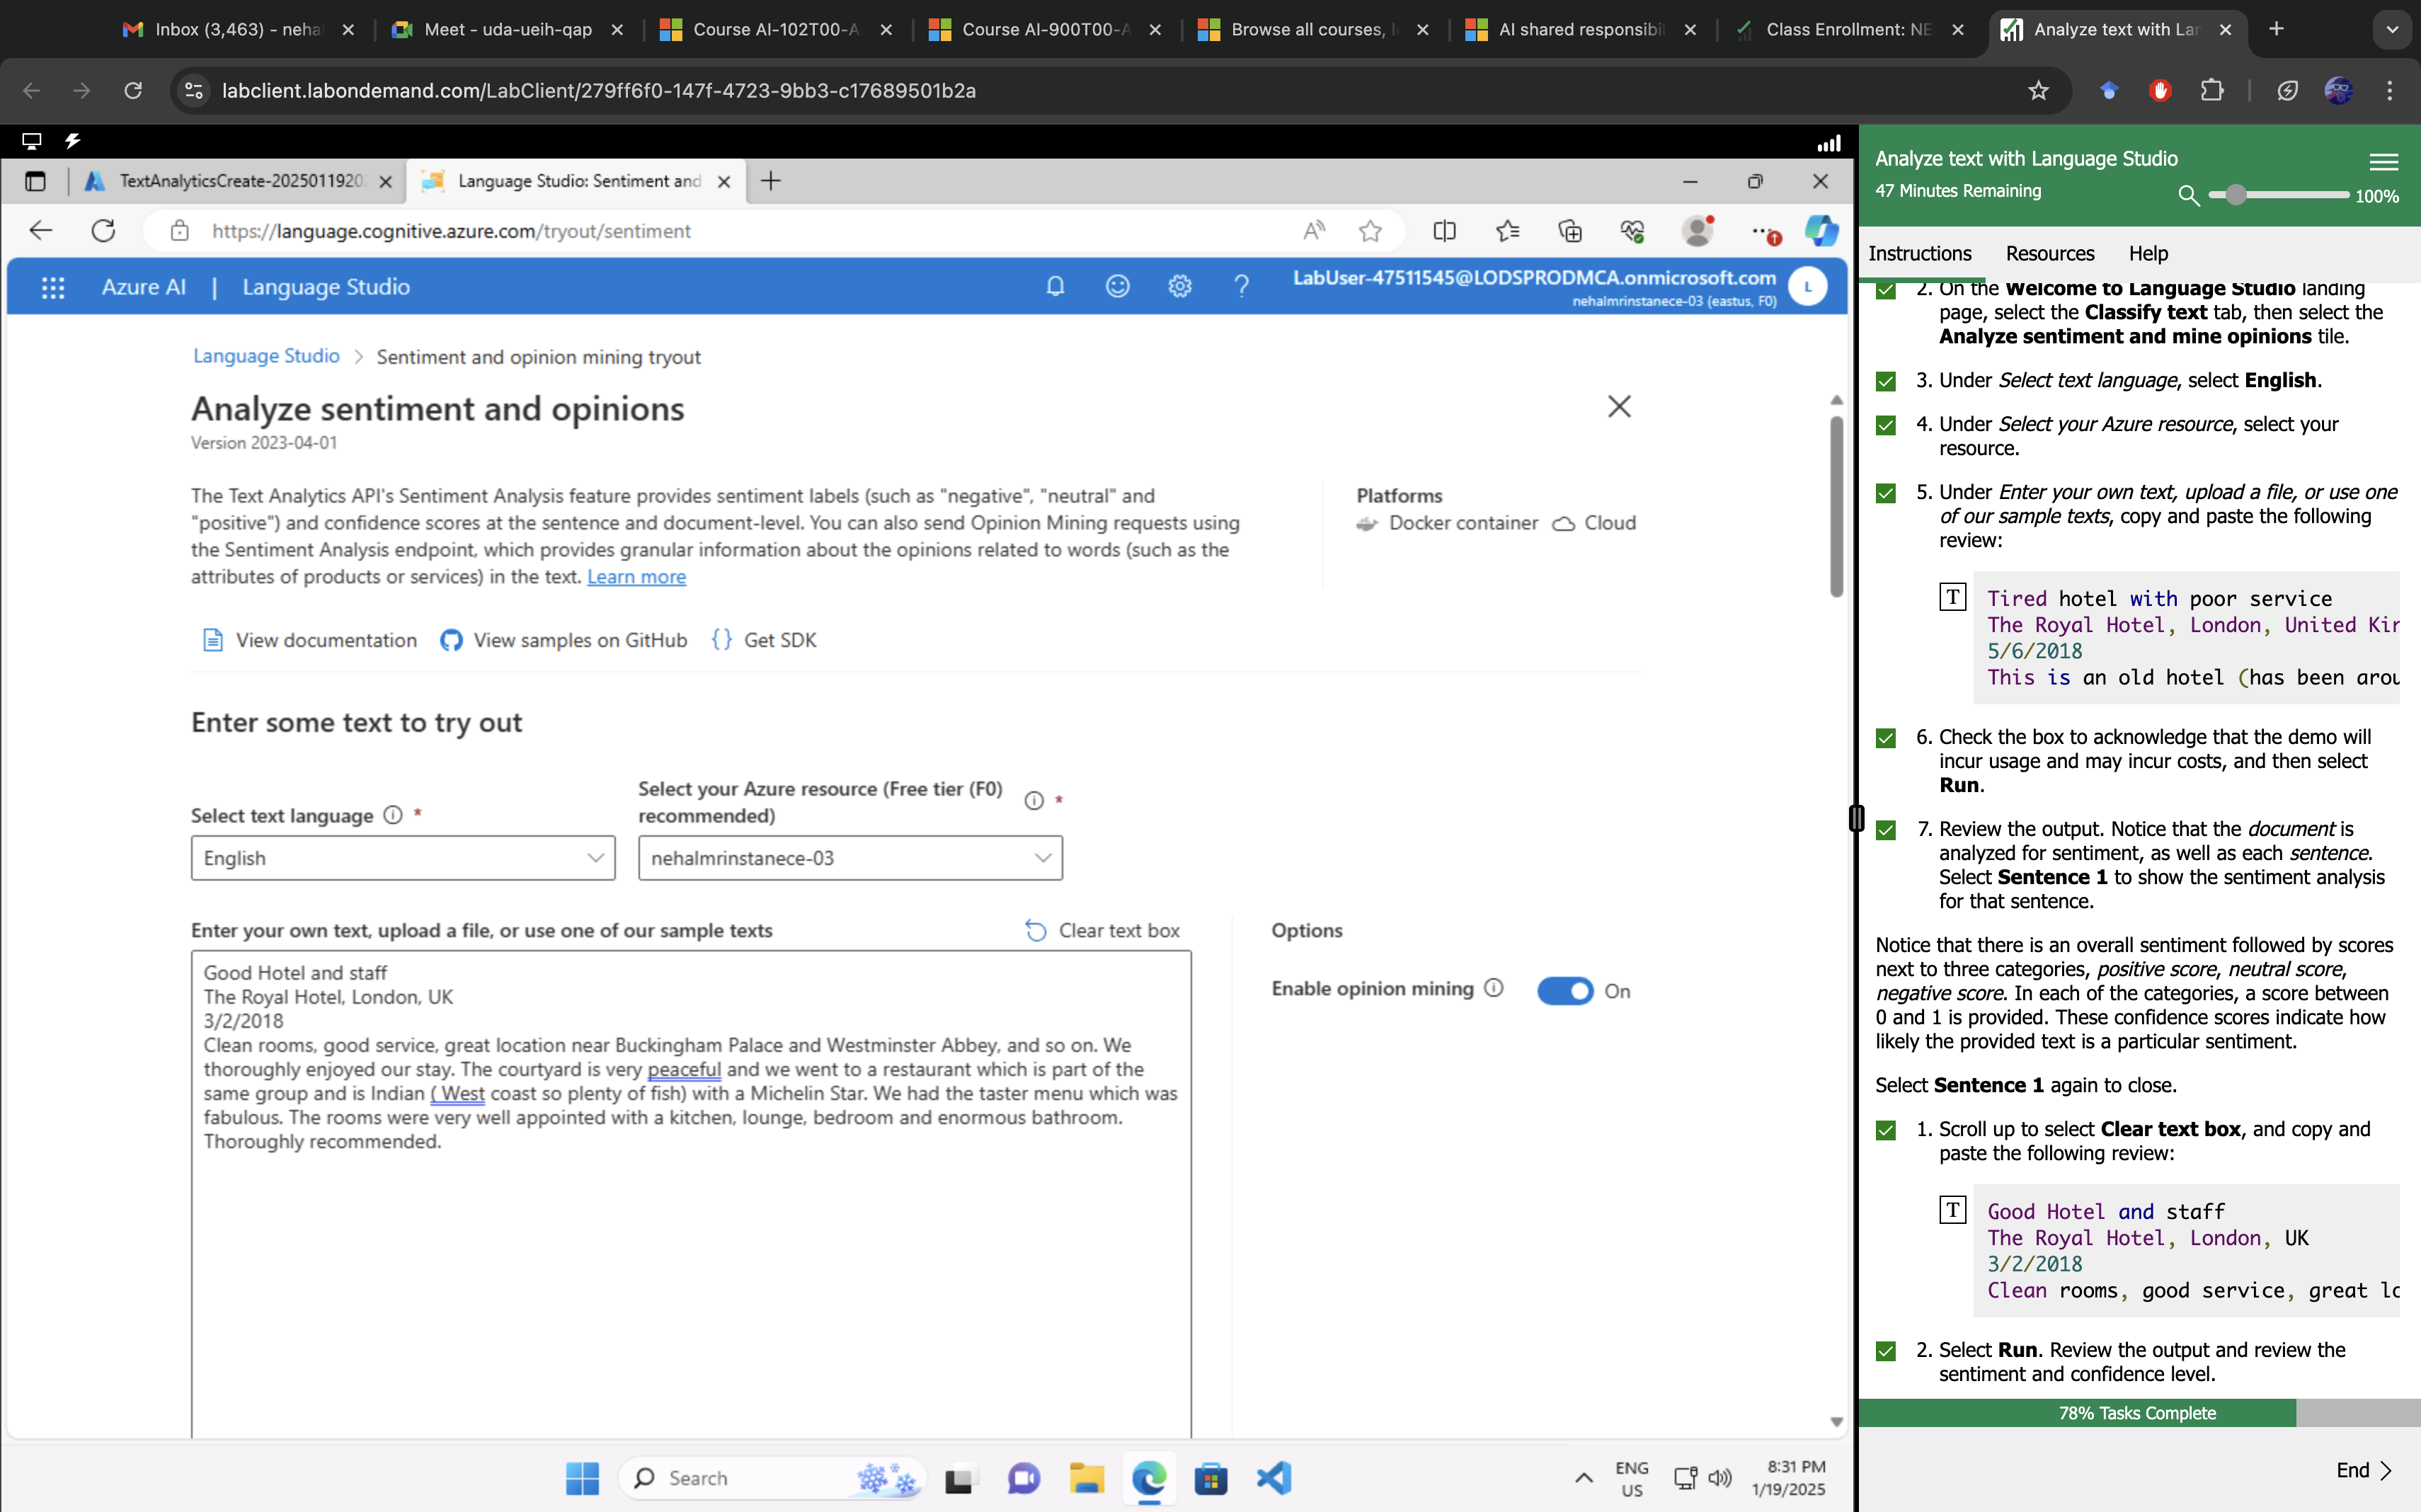 Inbox (3,463) - neha
Meet - uda-ueih-qap
Course AI-102T00-A
Course AI-900T00-A
Browse all courses, l
AI shared responsibil
Class Enrollment: NE
Analyze text with Lan
labclient.labondemand.com/LabClient/279ff6f0-147f-4723-9bb3-c17689501b2a
TextAnalyticsCreate-2025011920
Language Studio: Sentiment and
https://language.cognitive.azure.com/tryout/sentiment
Azure AI | Language Studio
LabUser-47511545@LODSPRODMCA.onmicrosoft.com
nehalmrinstanece-03 (eastus, F0)
L
Language Studio > Sentiment and opinion mining tryout
Analyze sentiment and opinions
Version 2023-04-01
The Text Analytics API's Sentiment Analysis feature provides sentiment labels (such as "negative", "neutral" and
"positive") and confidence scores at the sentence and document-level. You can also send Opinion Mining requests using
the Sentiment Analysis endpoint, which provides granular information about the opinions related to words (such as the
attributes of products or services) in the text. Learn more
Platforms
Docker container Cloud
View documentation
View samples on GitHub
Get SDK
Enter some text to try out
Select text language *
English
Select your Azure resource (Free tier (F0)
recommended) *
nehalmrinstanece-03
Enter your own text, upload a file, or use one of our sample texts
Clear text box
Good Hotel and staff
The Royal Hotel, London, UK
3/2/2018
Clean rooms, good service, great location near Buckingham Palace and Westminster Abbey, and so on. We
thoroughly enjoyed our stay. The courtyard is very peaceful and we went to a restaurant which is part of the
same group and is Indian ( West coast so plenty of fish) with a Michelin Star. We had the taster menu which was
fabulous. The rooms were very well appointed with a kitchen, lounge, bedroom and enormous bathroom.
Thoroughly recommended.
Options
Enable opinion mining
On
Search
ENG
US
8:31 PM
1/19/2025
Analyze text with Language Studio
47 Minutes Remaining
100%
Instructions
Resources
Help
2. On the Welcome to Language Studio landing
page, select the Classify text tab, then select the
Analyze sentiment and mine opinions tile.
3. Under Select text language, select English.
4. Under Select your Azure resource, select your
resource.
5. Under Enter your own text, upload a file, or use one
of our sample texts, copy and paste the following
review:
T
Tired hotel with poor service
The Royal Hotel, London, United Kin
5/6/2018
This is an old hotel (has been arou
6. Check the box to acknowledge that the demo will
incur usage and may incur costs, and then select
Run.
7. Review the output. Notice that the document is
analyzed for sentiment, as well as each sentence.
Select Sentence 1 to show the sentiment analysis
for that sentence.
Notice that there is an overall sentiment followed by scores
next to three categories, positive score, neutral score,
negative score. In each of the categories, a score between
0 and 1 is provided. These confidence scores indicate how
likely the provided text is a particular sentiment.
Select Sentence 1 again to close.
1. Scroll up to select Clear text box, and copy and
paste the following review:
T
Good Hotel and staff
The Royal Hotel, London, UK
3/2/2018
Clean rooms, good service, great lo
2. Select Run. Review the output and review the
sentiment and confidence level.
78% Tasks Complete
End >